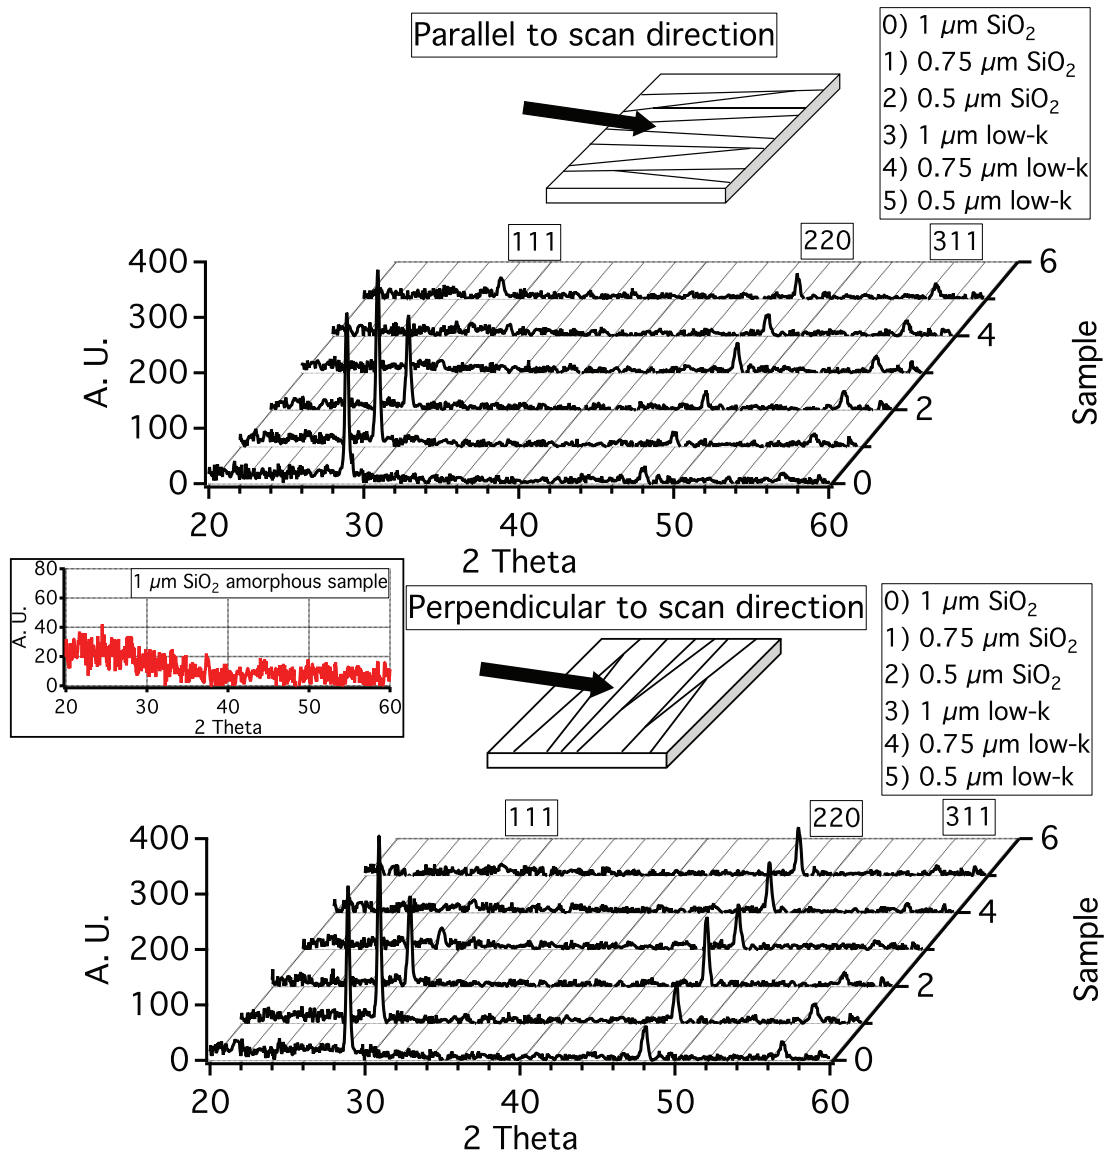 Parallel to scan direction
0) 1 µm SiO₂
1) 0.75 µm SiO₂
2) 0.5 µm SiO₂
3) 1 µm low-k
4) 0.75 µm low-k
5) 0.5 µm low-k
111
220
311
400
300
200
100
0
A. U.
6
4
2
0
Sample
20
30
40
50
60
2 Theta
1 µm SiO₂ amorphous sample
80
60
40
20
0
A. U.
20
30
40
50
60
2 Theta
Perpendicular to scan direction
0) 1 µm SiO₂
1) 0.75 µm SiO₂
2) 0.5 µm SiO₂
3) 1 µm low-k
4) 0.75 µm low-k
5) 0.5 µm low-k
111
220
311
400
300
200
100
0
A. U.
6
4
2
0
Sample
20
30
40
50
60
2 Theta